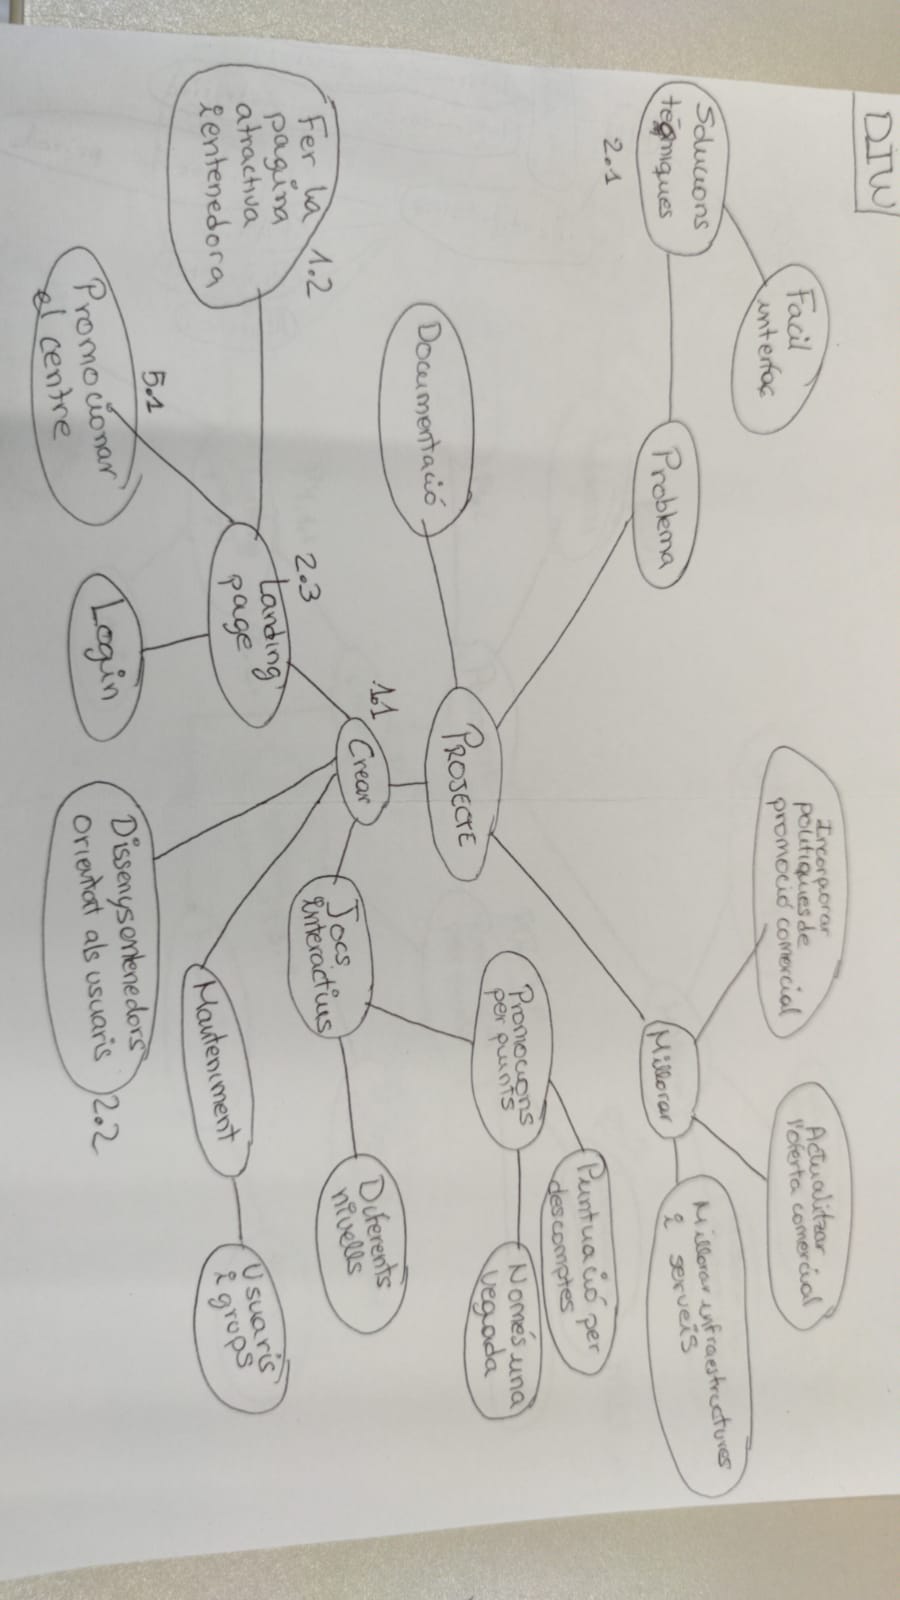 DIW
Facil
interfaç
Solucions
tècniques
2.1
Problema
Incorporar
polítiques de
promoció comercial
Actualitzar
l'oferta comercial
Millorar infraestructures
i serveis
Millorar
Puntuació per
descomptes
Promocions
per punts
Només una
vegada
PROJECTE
Documentació
1.1
Crear
Jocs
interactius
Diferents
nivells
Fer la
pagina
atractiva
i entenedora
1.2
2.3
Landing
page
Manteniment
Usuaris
i grups
5.1
Promocionar
el centre
Login
Dissenys entenedors
orientat als usuaris
2.2